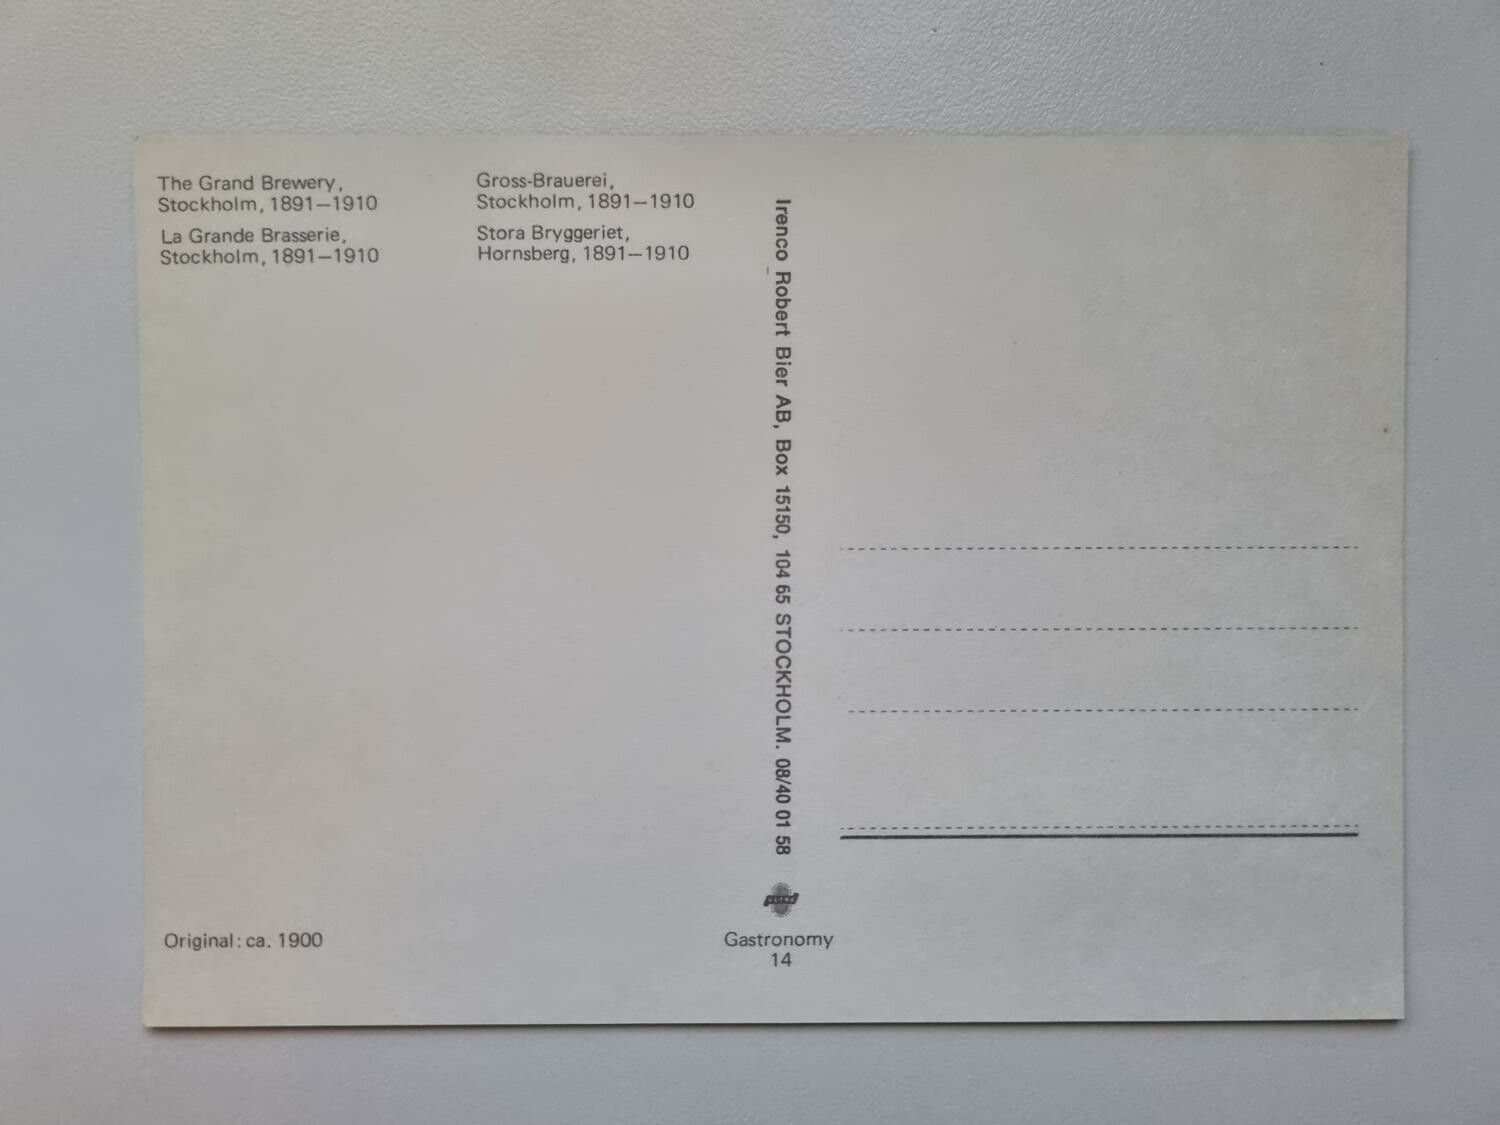 The Grand Brewery,
Stockholm, 1891–1910
La Grande Brasserie,
Stockholm, 1891–1910
Gross-Brauerei,
Stockholm, 1891–1910
Stora Bryggeriet,
Hornsberg, 1891–1910
Irenco Robert Bier AB, Box 15150, 104 65 STOCKHOLM. 08/40 01 58
Original: ca. 1900
Gastronomy
14